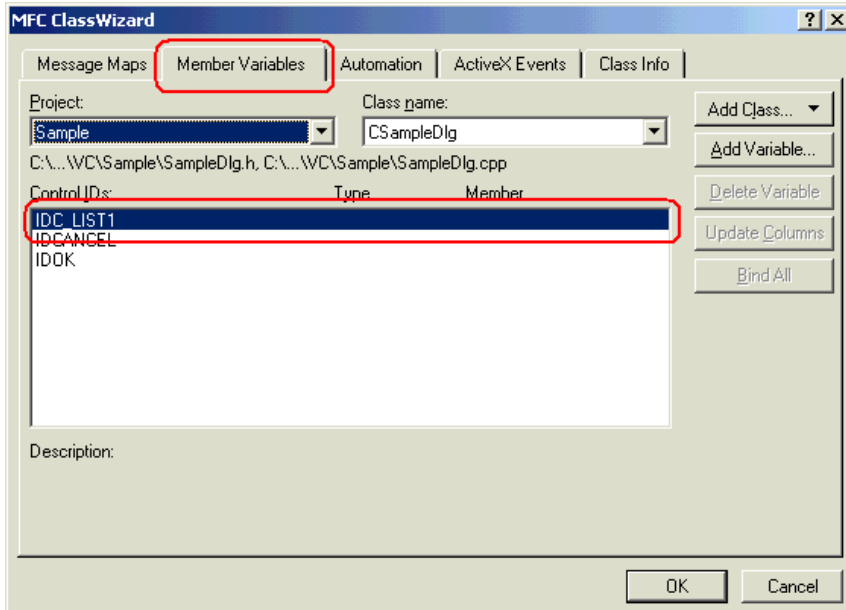 MFC ClassWizard
Message Maps Member Variables Automation ActiveX Events Class Info
Project: Class name:
Sample CSampleDlg
Add Class...
C:\...\VC\Sample\SampleDlg.h, C:\...\VC\Sample\SampleDlg.cpp
Add Variable...
Control IDs: Type Member
Delete Variable
IDC_LIST1
IDCANCEL
IDOK
Update Columns
Bind All
Description:
OK Cancel